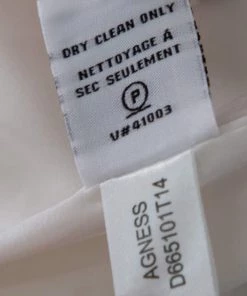 DRY CLEAN ONLY
NETTOYAGE À
SEC SEULEMENT
P
V#41003
AGNESS
D665101T14